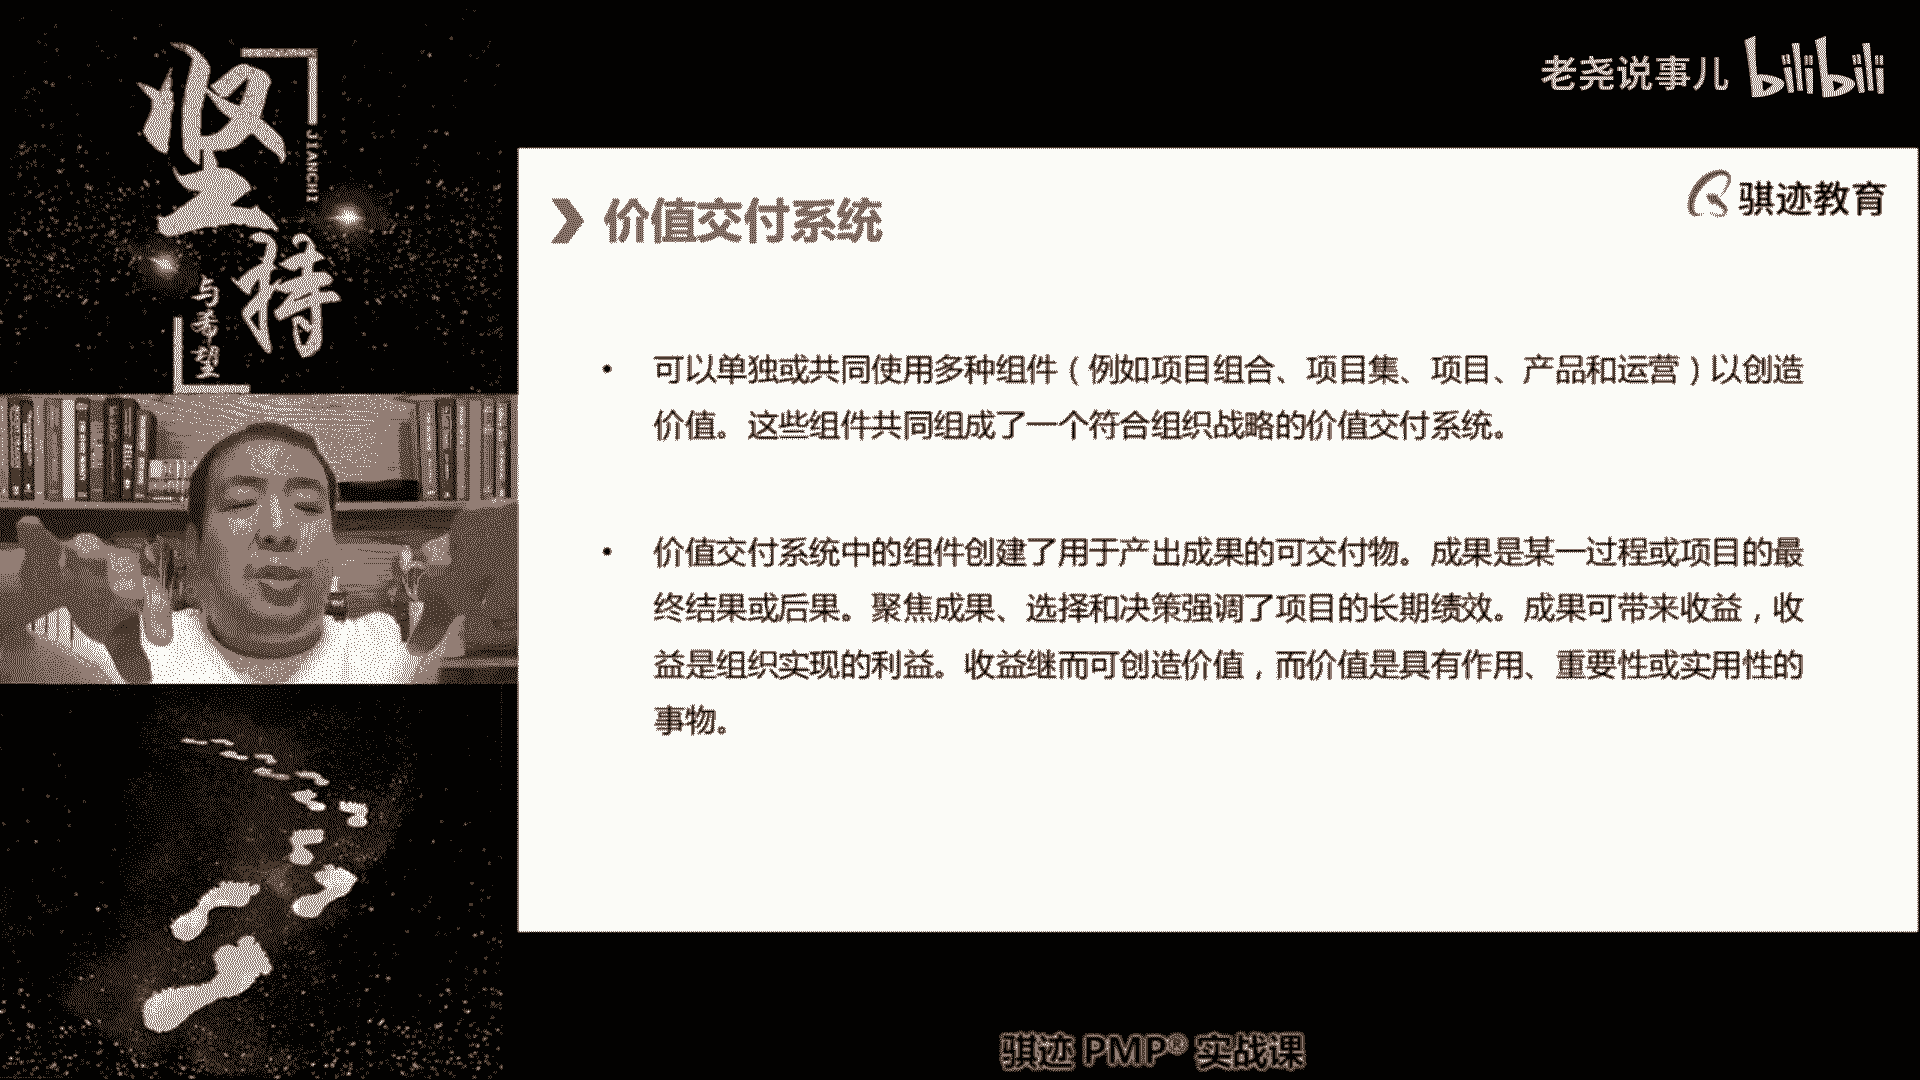 坚
持
JIANCHI
与希望
老尧说事儿 bilibili
骐迹教育
价值交付系统
• 可以单独或共同使用多种组件（例如项目组合、项目集、项目、产品和运营）以创造
价值。这些组件共同组成了一个符合组织战略的价值交付系统。
• 价值交付系统中的组件创建了用于产出成果的可交付物。成果是某一过程或项目的最
终结果或后果。聚焦成果、选择和决策强调了项目的长期绩效。成果可带来收益，收
益是组织实现的利益。收益继而可创造价值，而价值是具有作用、重要性或实用性的
事物。
骐迹 PMP® 实战课